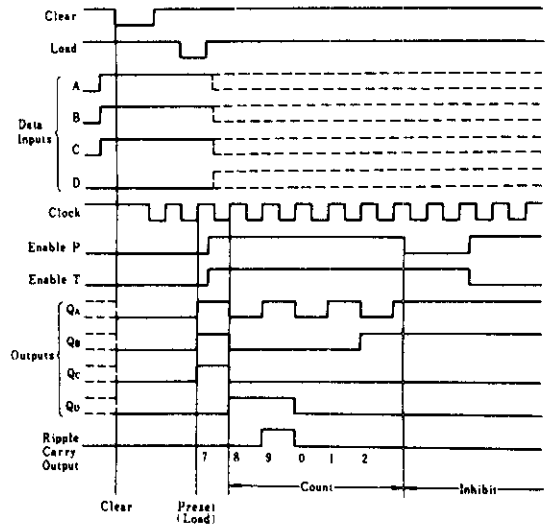 Clear
Load
A
B
Data
Inputs
C
D
Clock
Enable P
Enable T
QA
QB
Outputs
QC
QD
Ripple
Carry
Output
7 8 9 0 1 2
Count
Inhibit
Clear
Preset
(Load)